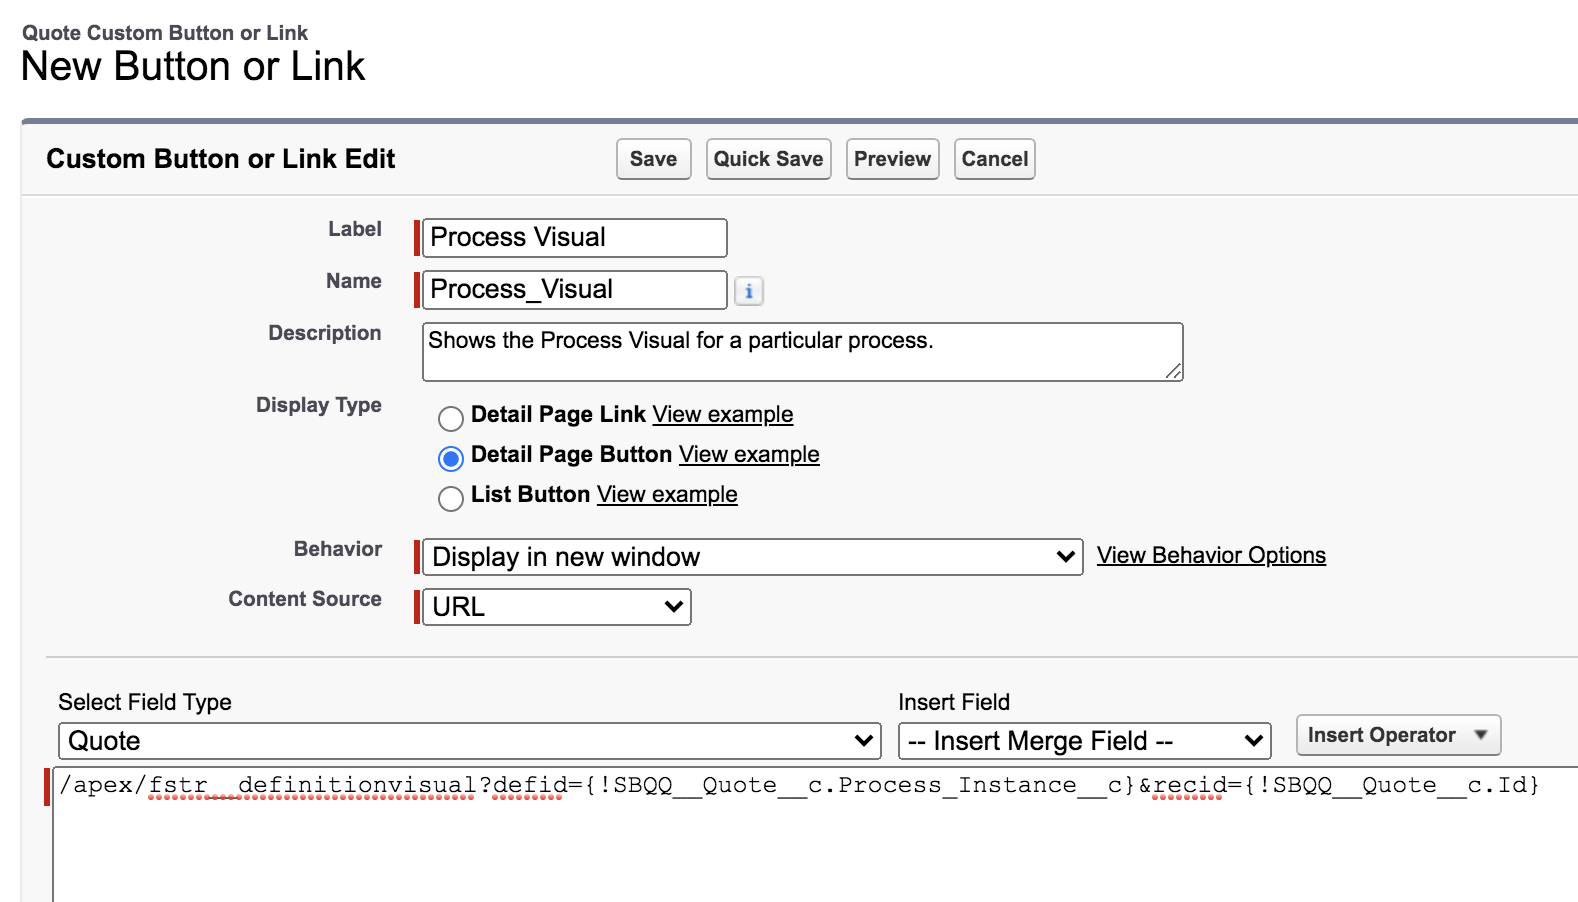 Quote Custom Button or Link
New Button or Link
Custom Button or Link Edit Save Quick Save Preview Cancel
Label Process Visual
Name Process_Visual i
Description Shows the Process Visual for a particular process.
Display Type Detail Page Link View example
Detail Page Button View example
List Button View example
Behavior Display in new window View Behavior Options
Content Source URL
Select Field Type Insert Field
Quote -- Insert Merge Field -- Insert Operator
/apex/fstr__definitionvisual?defid={!SBQQ__Quote__c.Process_Instance__c}&recid={!SBQQ__Quote__c.Id}